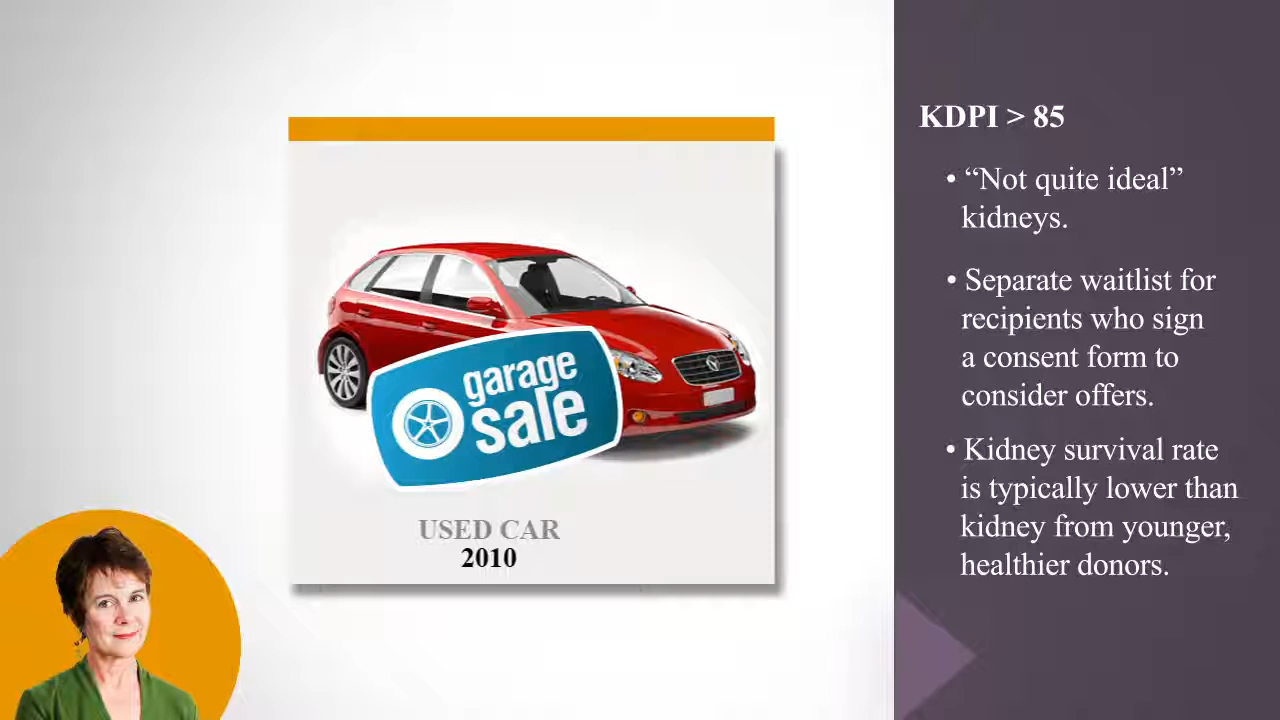 KDPI > 85
• “Not quite ideal”
kidneys.
• Separate waitlist for
recipients who sign
a consent form to
consider offers.
• Kidney survival rate
is typically lower than
kidney from younger,
healthier donors.
garage
sale
USED CAR
2010